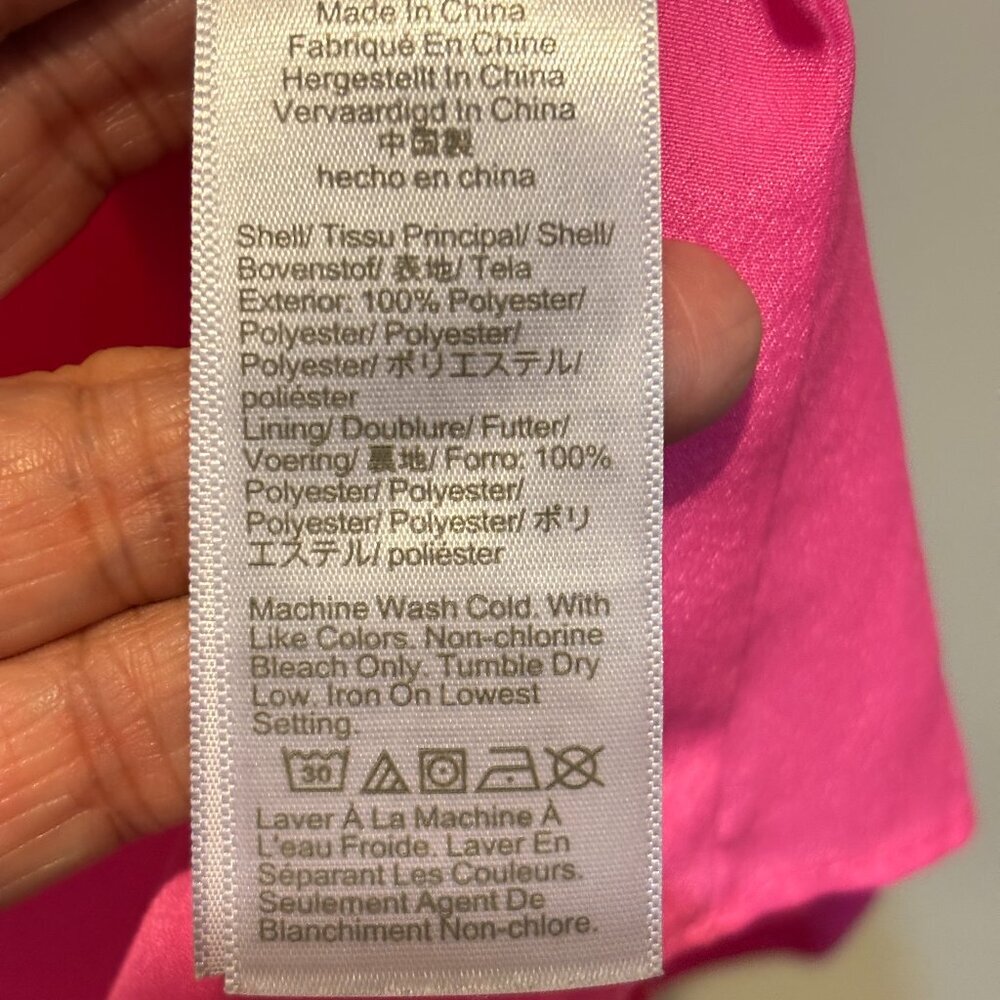 Made In China
Fabriqué En Chine
Hergestellt In China
Vervaardigd In China
中国製
hecho en china
Shell/ Tissu Principal/ Shell/
Bovenstof/ 表地/ Tela
Exterior: 100% Polyester/
Polyester/ Polyester/
Polyester/ ポリエステル/
poliéster
Lining/ Doublure/ Futter/
Voering/ 裏地/ Forro: 100%
Polyester/ Polyester/
Polyester/ Polyester/ ポリ
エステル/ poliéster
Machine Wash Cold. With
Like Colors. Non-chlorine
Bleach Only. Tumble Dry
Low. Iron On Lowest
Setting.
30
Laver À La Machine À
L'eau Froide. Laver En
Séparant Les Couleurs.
Seulement Agent De
Blanchiment Non-chlore.